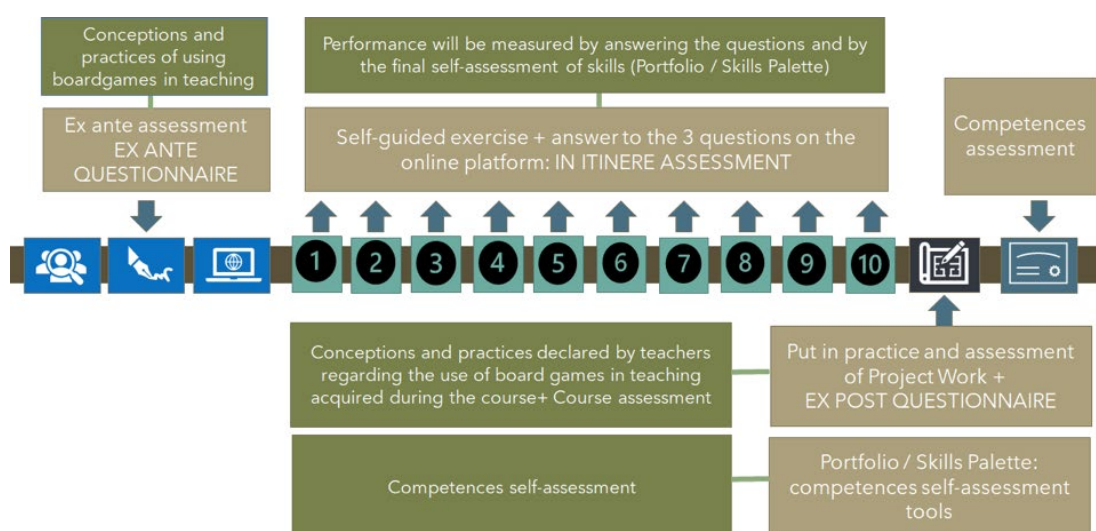 Conceptions and
practices of using
boardgames in teaching
Performance will be measured by answering the questions and by
the final self-assessment of skills (Portfolio / Skills Palette)
Ex ante assessment
EX ANTE
QUESTIONNAIRE
Self-guided exercise + answer to the 3 questions on the
online platform: IN ITINERE ASSESSMENT
Competences
assessment
1 2 3 4 5 6 7 8 9 10
Conceptions and practices declared by teachers
regarding the use of board games in teaching
acquired during the course+ Course assessment
Put in practice and assessment
of Project Work +
EX POST QUESTIONNAIRE
Competences self-assessment
Portfolio / Skills Palette:
competences self-assessment
tools